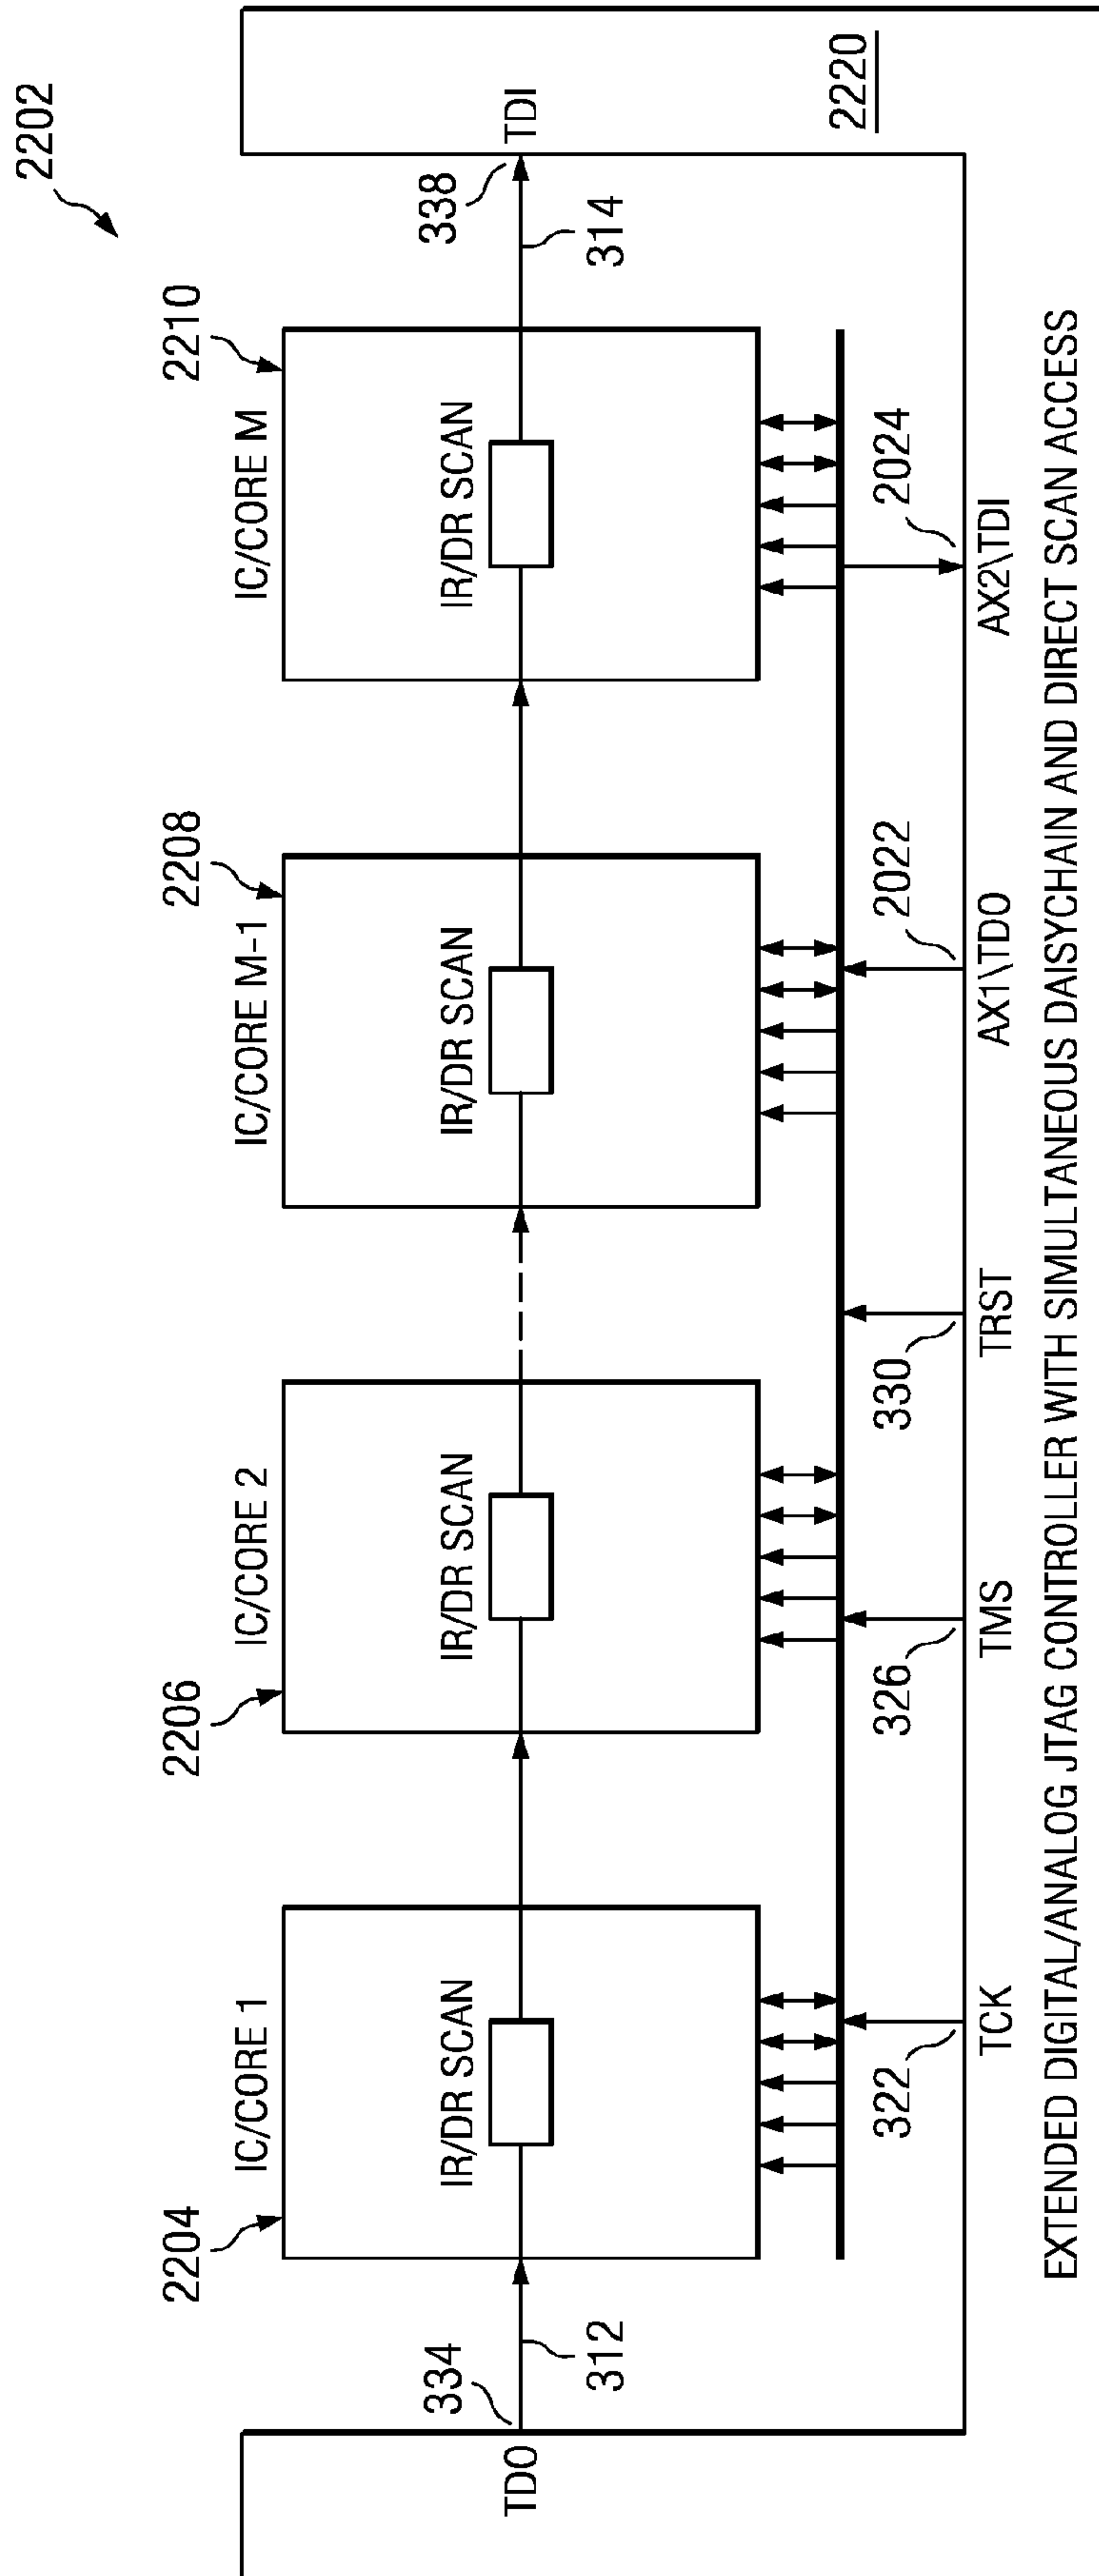 2202
2204
2206
2208
2210
IC/CORE 1
IC/CORE 2
IC/CORE M-1
IC/CORE M
IR/DR SCAN
IR/DR SCAN
IR/DR SCAN
IR/DR SCAN
334
338
TDO
TDI
312
314
2220
322
326
330
2022
2024
TCK
TMS
TRST
AX1\TDO
AX2\TDI
EXTENDED DIGITAL/ANALOG JTAG CONTROLLER WITH SIMULTANEOUS DAISYCHAIN AND DIRECT SCAN ACCESS